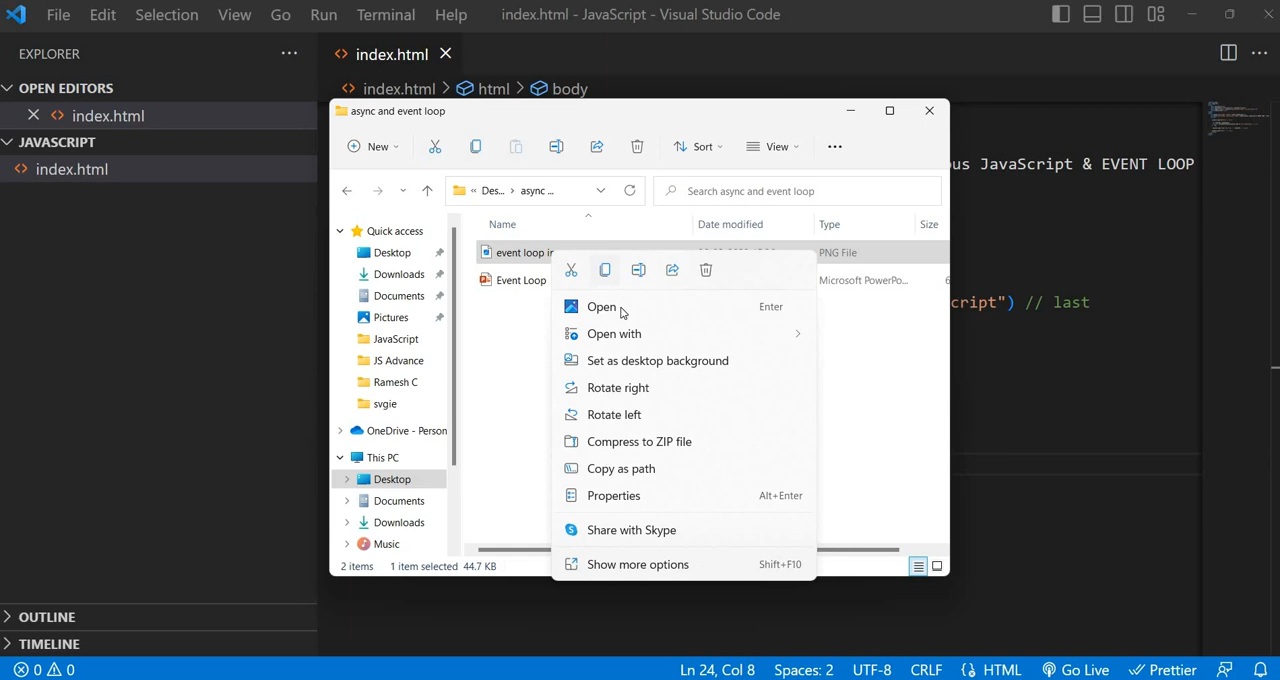 File Edit Selection View Go Run Terminal Help index.html - JavaScript - Visual Studio Code
EXPLORER
OPEN EDITORS
index.html
JAVASCRIPT
index.html
OUTLINE
TIMELINE
index.html
index.html > html > body
us JavaScript & EVENT LOOP
cript") // last
async and event loop
New Sort View
« Des... > async ... Search async and event loop
Name Date modified Type Size
Quick access
Desktop
Downloads
Documents
Pictures
JavaScript
JS Advance
Ramesh C
svgie
OneDrive - Person
This PC
Desktop
Documents
Downloads
Music
event loop PNG File
Event Loop Microsoft PowerPo... 6
Open Enter
Open with
Set as desktop background
Rotate right
Rotate left
Compress to ZIP file
Copy as path
Properties Alt+Enter
Share with Skype
Show more options Shift+F10
2 items 1 item selected 44.7 KB
0 0 Ln 24, Col 8 Spaces: 2 UTF-8 CRLF HTML Go Live Prettier